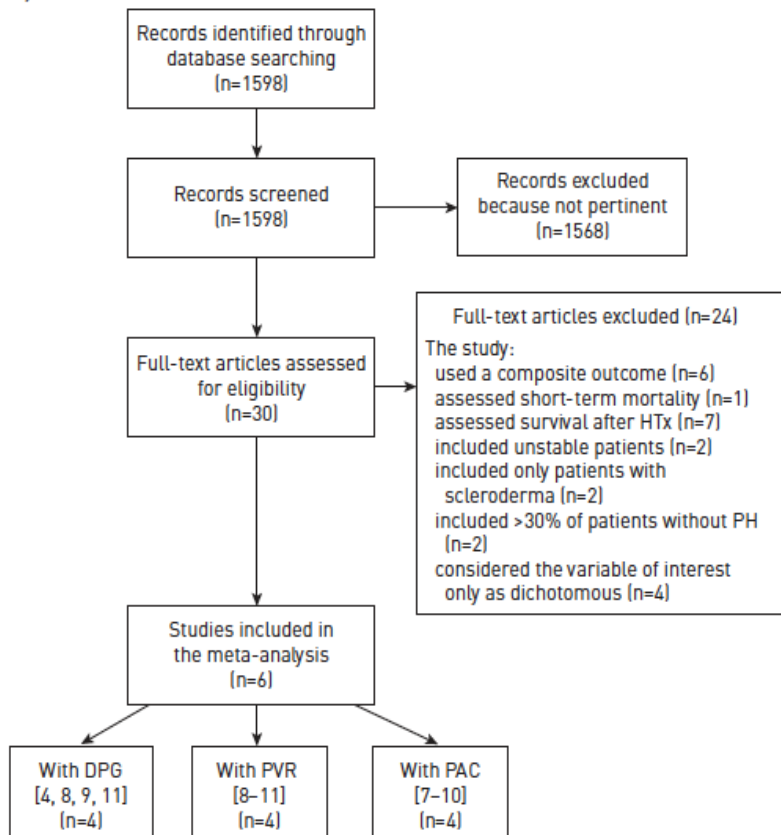 Records identified through
database searching
(n=1598)
Records screened
(n=1598)
Records excluded
because not pertinent
(n=1568)
Full-text articles assessed
for eligibility
(n=30)
Full-text articles excluded (n=24)
The study:
used a composite outcome (n=6)
assessed short-term mortality (n=1)
assessed survival after HTx (n=7)
included unstable patients (n=2)
included only patients with
scleroderma (n=2)
included >30% of patients without PH
(n=2)
considered the variable of interest
only as dichotomous (n=4)
Studies included in
the meta-analysis
(n=6)
With DPG
[4, 8, 9, 11]
(n=4)
With PVR
[8–11]
(n=4)
With PAC
[7–10]
(n=4)